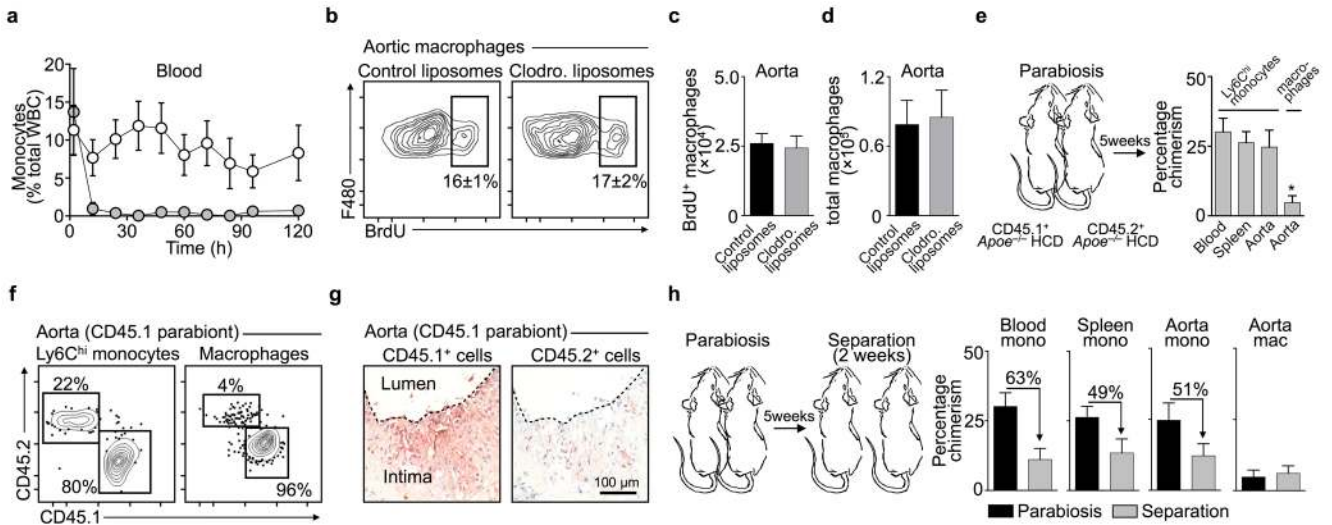 a
Blood
Monocytes
(% total WBC)
20
15
10
5
0
0
30
60
90
120
Time (h)
b
Aortic macrophages
Control liposomes
Clodro. liposomes
16±1%
17±2%
F480
BrdU
c
Aorta
BrdU⁺ macrophages
(×10⁴)
5.0
2.5
0
Control
liposomes
Clodro.
liposomes
d
Aorta
total macrophages
(×10⁵)
1.2
0.6
0
Control
liposomes
Clodro.
liposomes
e
Parabiosis
5weeks
CD45.1⁺
Apoe⁻/⁻ HCD
CD45.2⁺
Apoe⁻/⁻ HCD
Percentage
chimerism
50
25
0
Ly6Cʰⁱ
monocytes
macro-
phages
*
Blood
Spleen
Aorta
Aorta
f
Aorta (CD45.1 parabiont)
Ly6Cʰⁱ monocytes
Macrophages
22%
80%
4%
96%
CD45.2
CD45.1
g
Aorta (CD45.1 parabiont)
CD45.1⁺ cells
CD45.2⁺ cells
Lumen
Intima
100 µm
h
Parabiosis
5weeks
Separation
(2 weeks)
Percentage
chimerism
50
25
0
Blood
mono
63%
Spleen
mono
49%
Aorta
mono
51%
Aorta
mac
Parabiosis
Separation